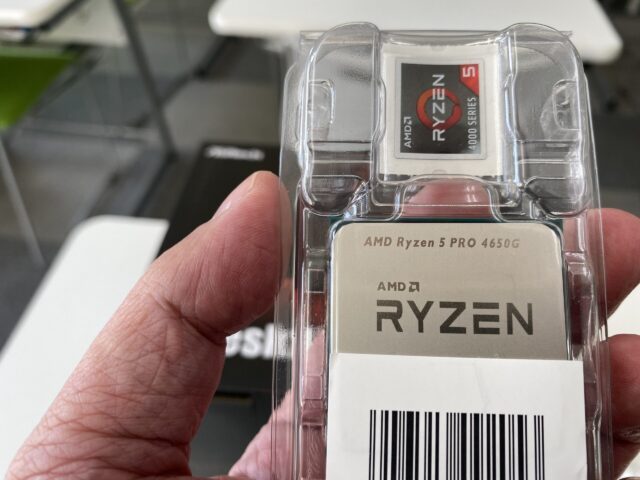 AMD
RYZEN
5
4000 SERIES
AMD Ryzen 5 PRO 4650G
AMD
RYZEN